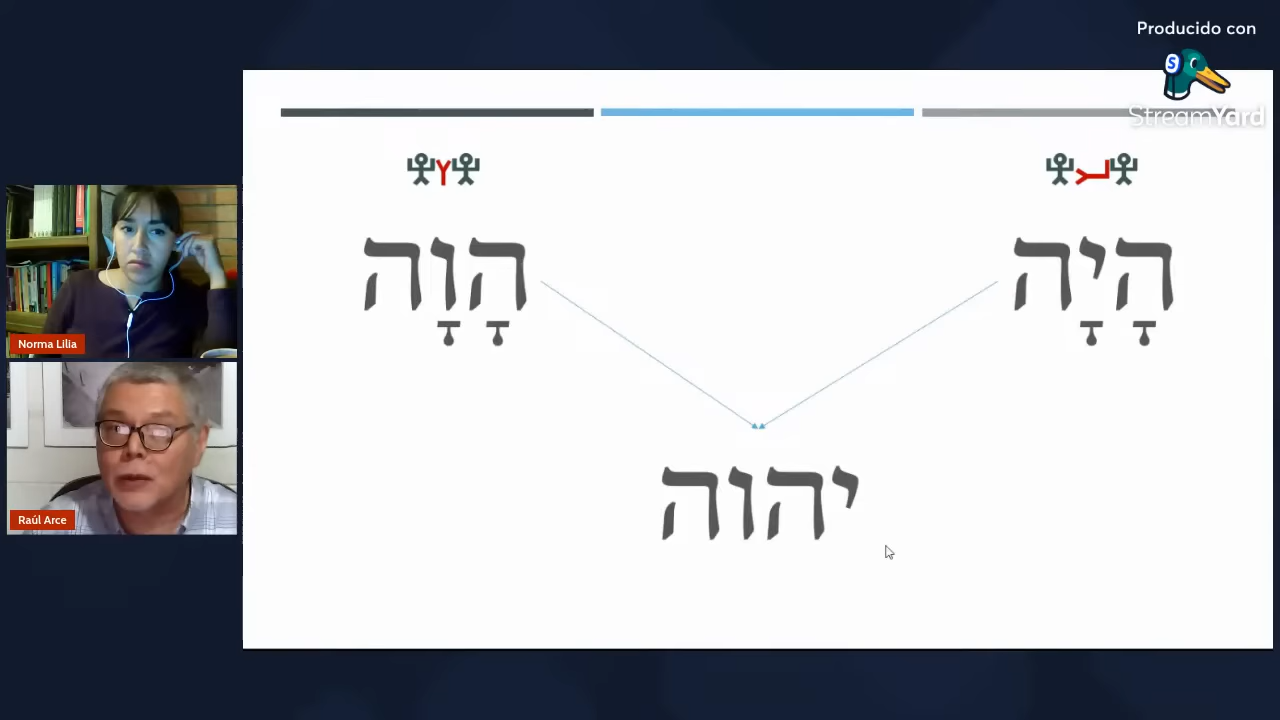 Producido con
StreamYard
הָיָה
הָוָה
יהוה
Norma Lilia
Raúl Arce